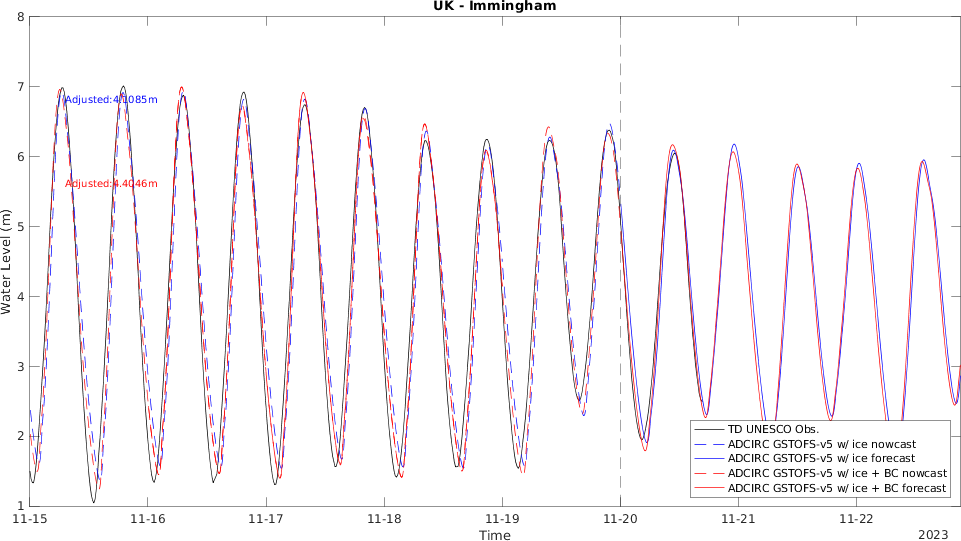 UK - Immingham
8
7
6
5
4
3
2
1
Water Level (m)
Adjusted:4.1085m
Adjusted:4.4046m
TD UNESCO Obs.
ADCIRC GSTOFS-v5 w/ ice nowcast
ADCIRC GSTOFS-v5 w/ ice forecast
ADCIRC GSTOFS-v5 w/ ice + BC nowcast
ADCIRC GSTOFS-v5 w/ ice + BC forecast
11-15 11-16 11-17 11-18 11-19 11-20 11-21 11-22
Time
2023